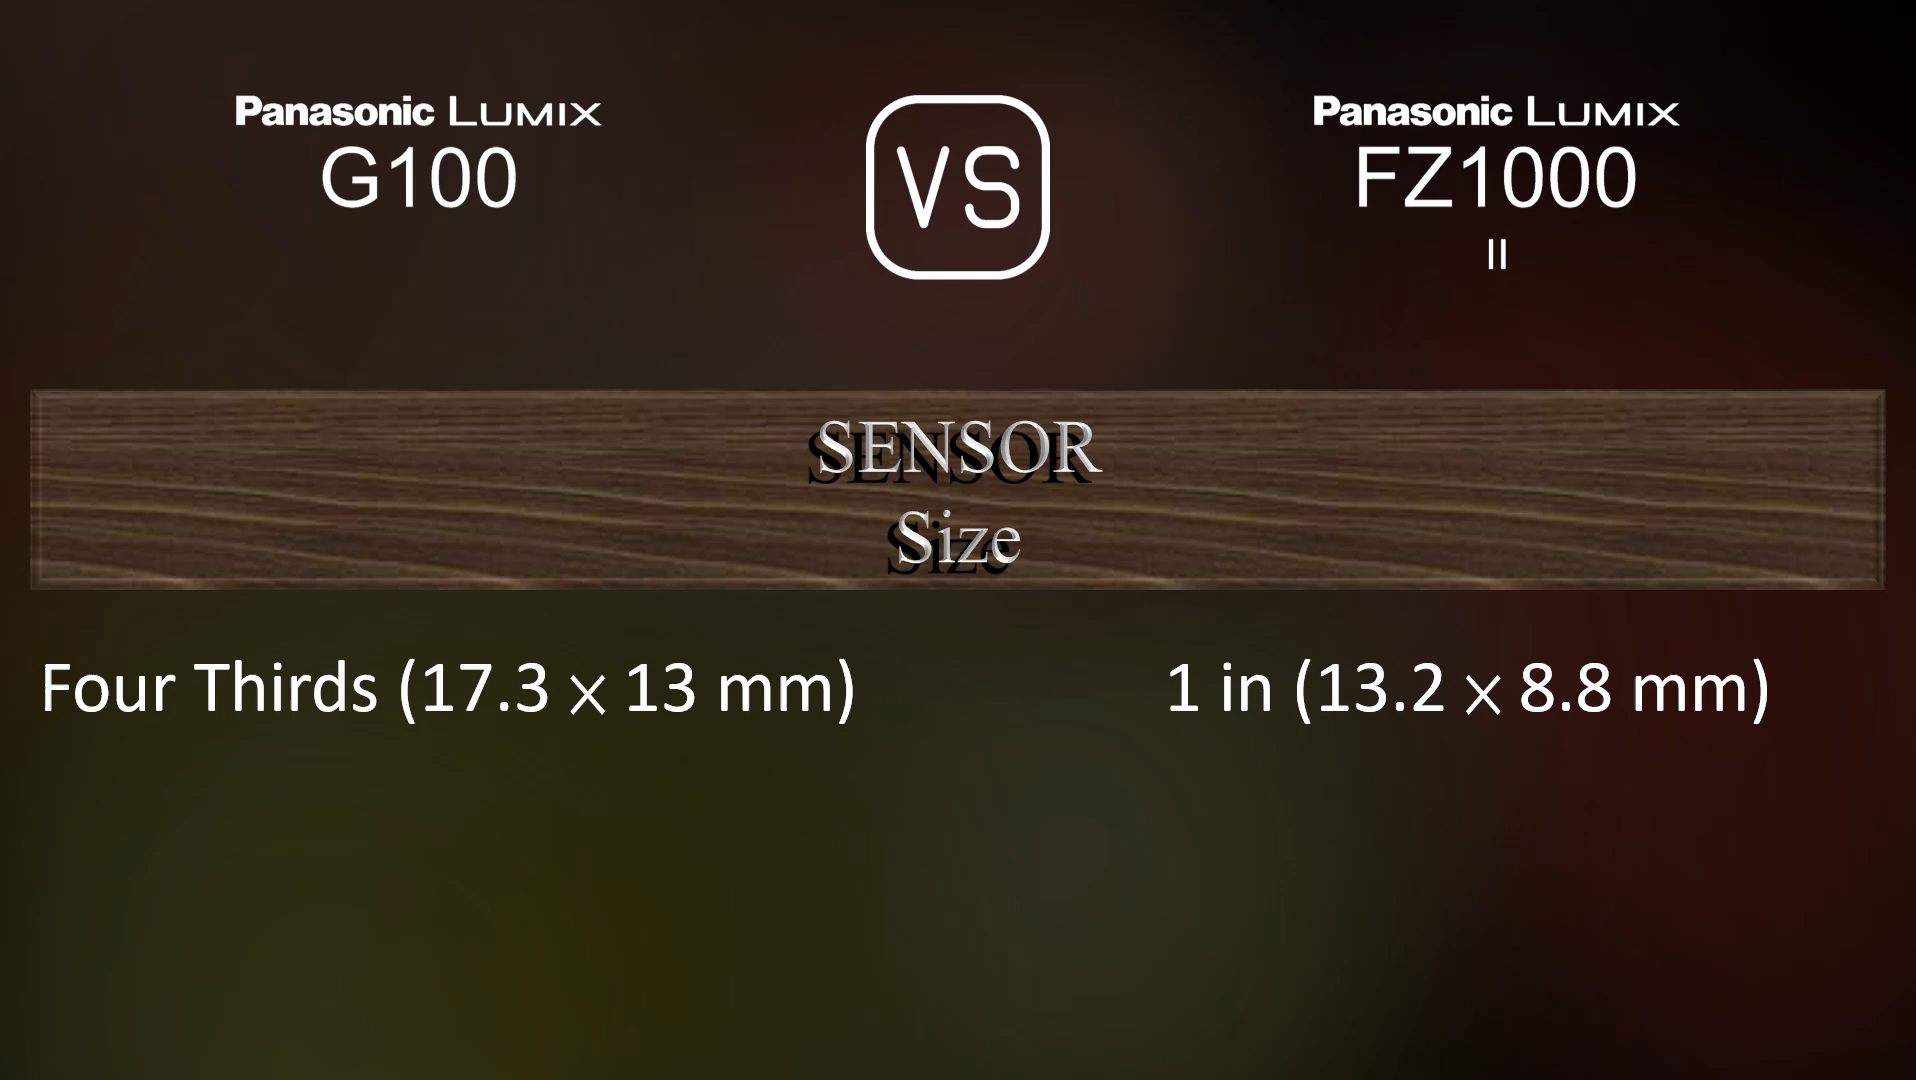 Panasonic LUMIX
G100
VS
Panasonic LUMIX
FZ1000
II
SENSOR
Size
Four Thirds (17.3 x 13 mm)
1 in (13.2 x 8.8 mm)